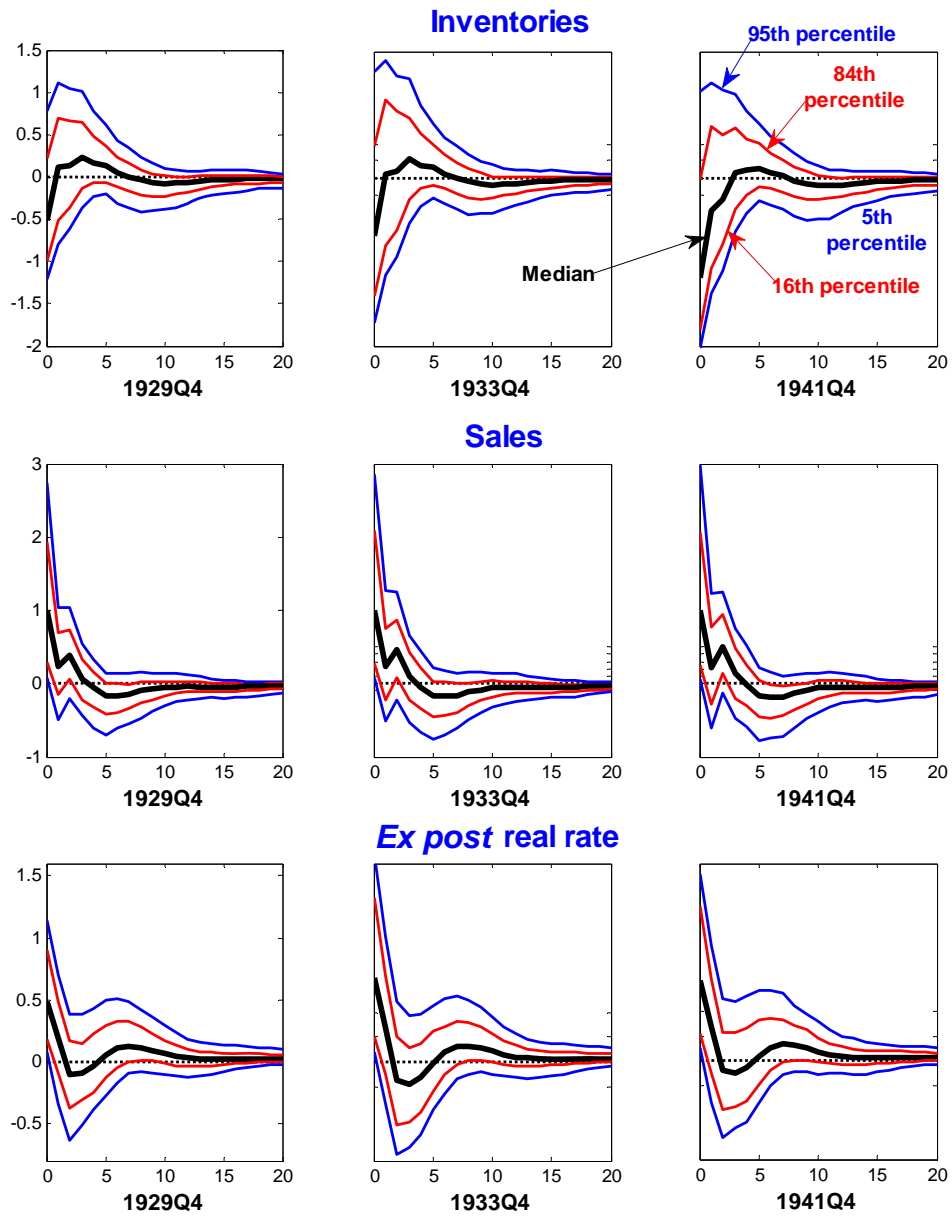 Inventories
95th percentile
84th
percentile
5th
percentile
16th percentile
Median
1.5
1
0.5
0
-0.5
-1
-1.5
-2
0 5 10 15 20
0 5 10 15 20
0 5 10 15 20
1929Q4 1933Q4 1941Q4
Sales
3
2
1
0
-1
0 5 10 15 20
0 5 10 15 20
0 5 10 15 20
1929Q4 1933Q4 1941Q4
Ex post real rate
1.5
1
0.5
0
-0.5
0 5 10 15 20
0 5 10 15 20
0 5 10 15 20
1929Q4 1933Q4 1941Q4